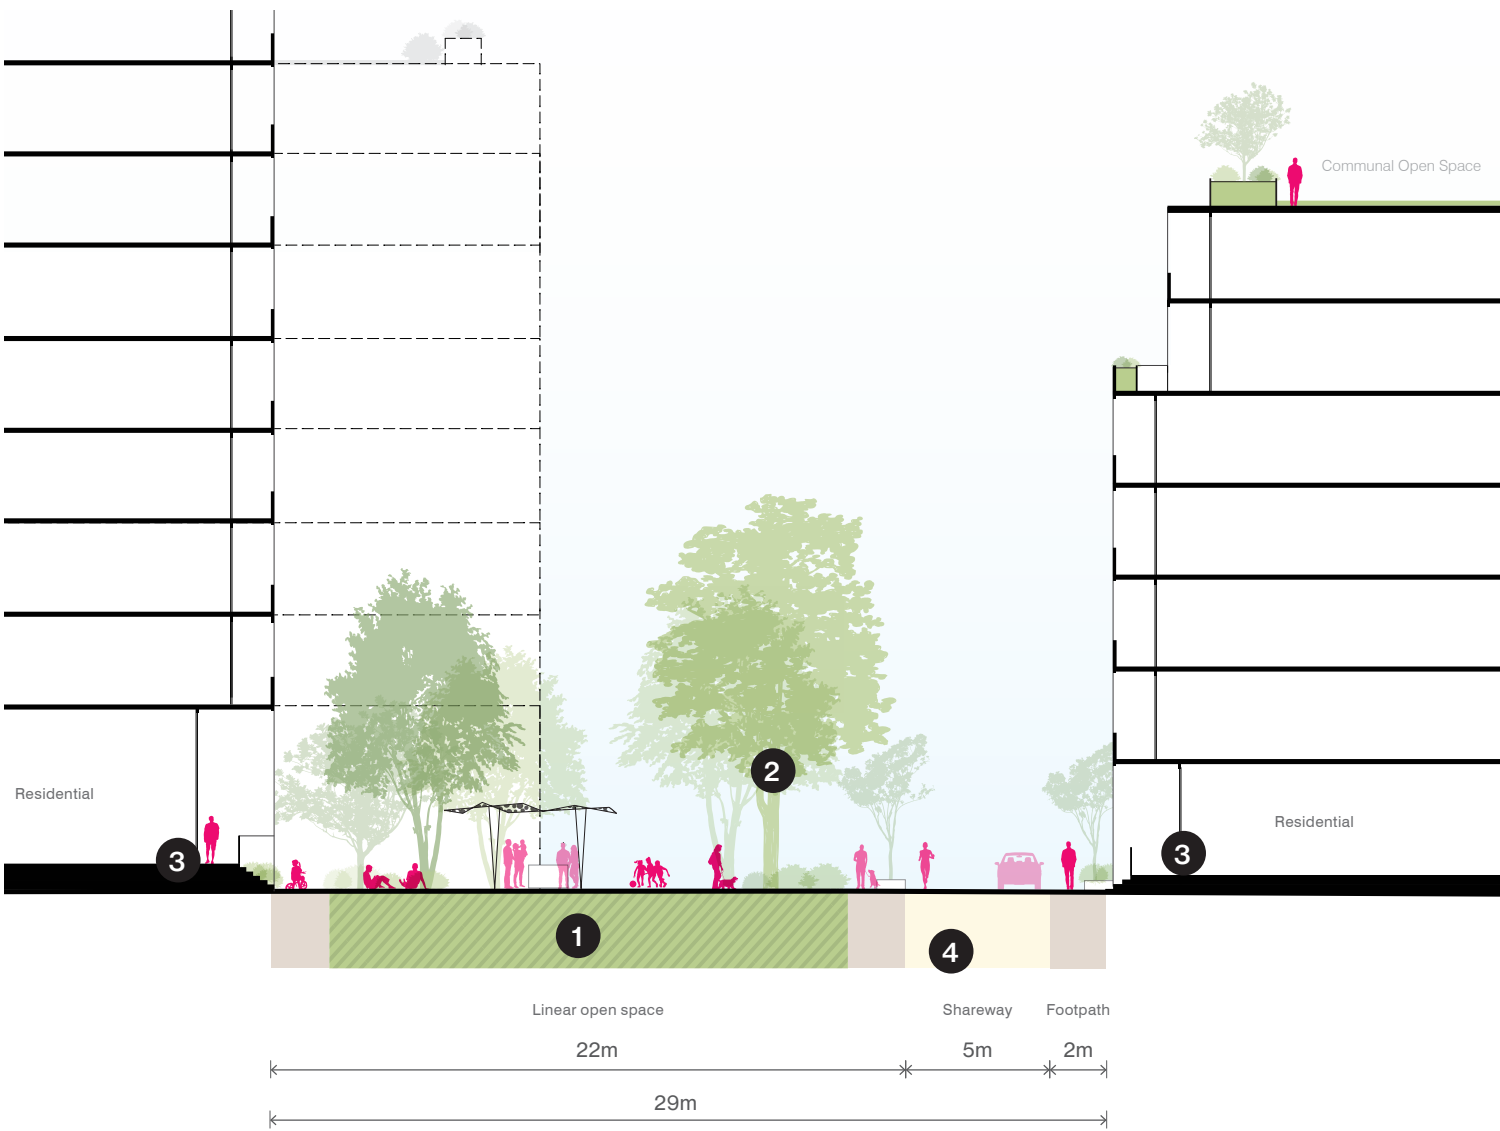 Communal Open Space
2
Residential
Residential
3
3
1
4
Linear open space
Shareway
Footpath
22m
5m
2m
29m